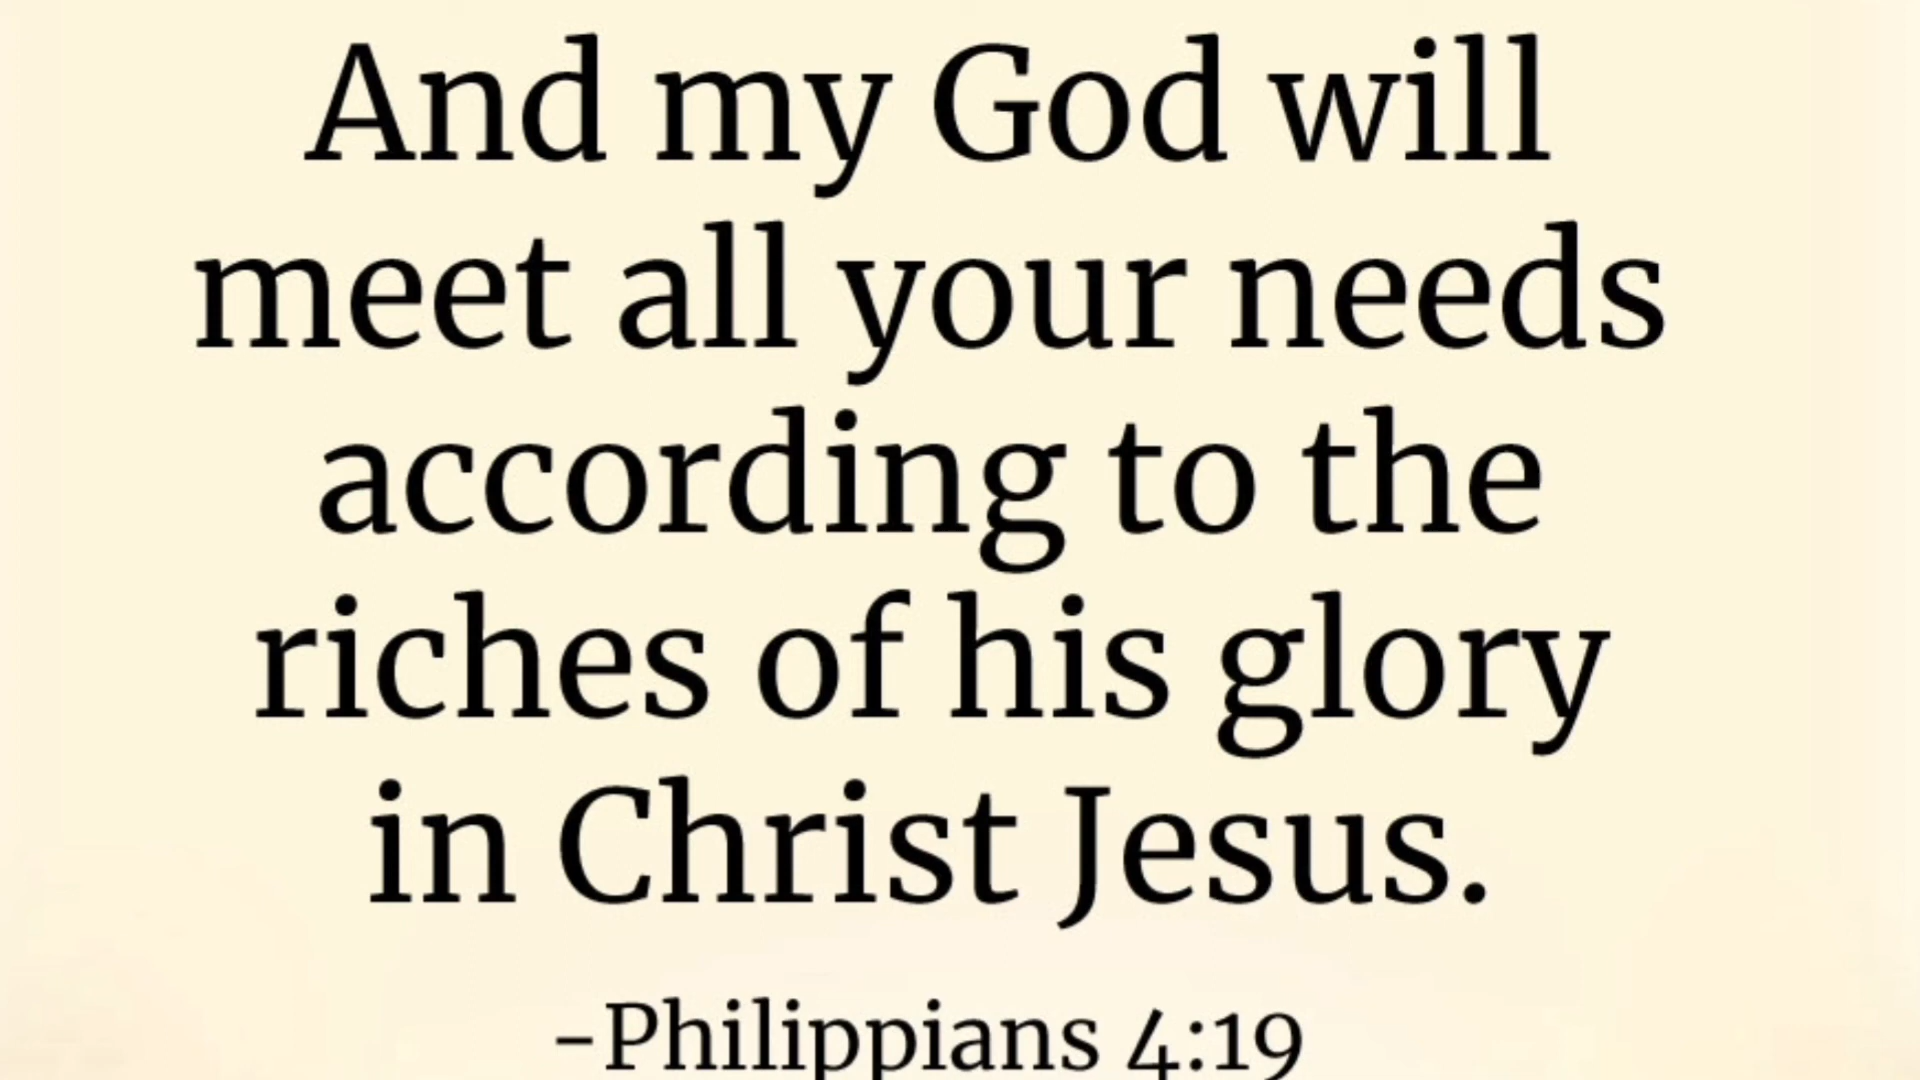 And my God will
meet all your needs
according to the
riches of his glory
in Christ Jesus.
-Philippians 4:19